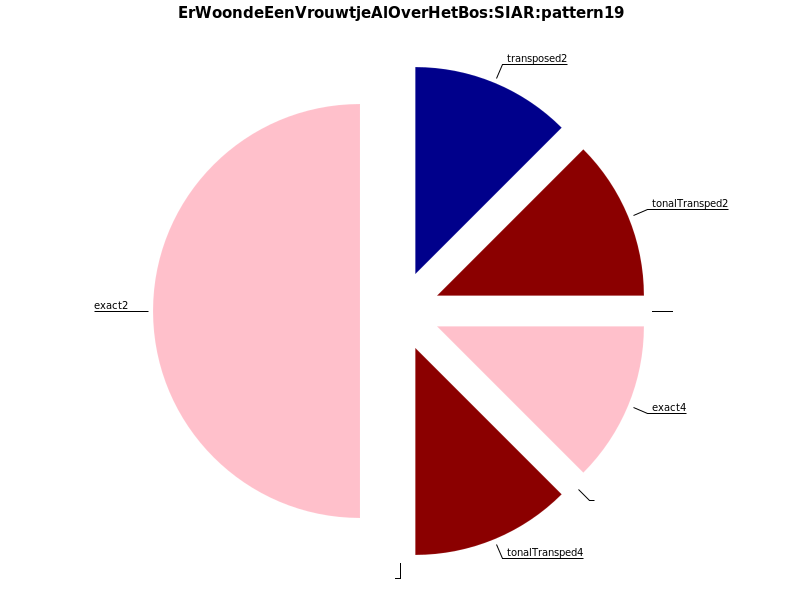 ErWoondeEenVrouwtjeAlOverHetBos:SIAR:pattern19
transposed2
tonalTransped2
exact2
exact4
tonalTransped4